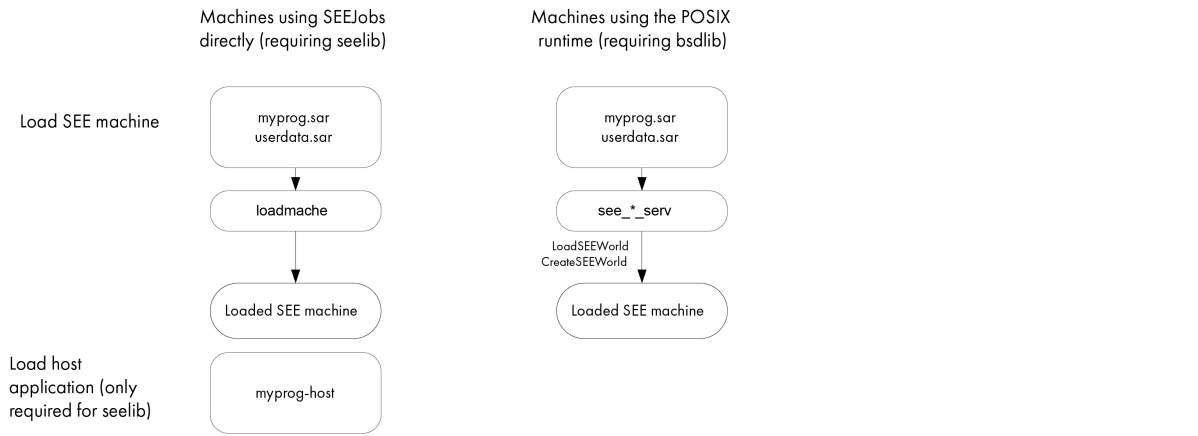 Machines using SEEJobs
directly (requiring seelib)
Machines using the POSIX
runtime (requiring bsdlib)
Load SEE machine
myprog.sar
userdata.sar
myprog.sar
userdata.sar
loadmache
see_*_serv
LoadSEEWorld
CreateSEEWorld
Loaded SEE machine
Loaded SEE machine
Load host
application (only
required for seelib)
myprog-host